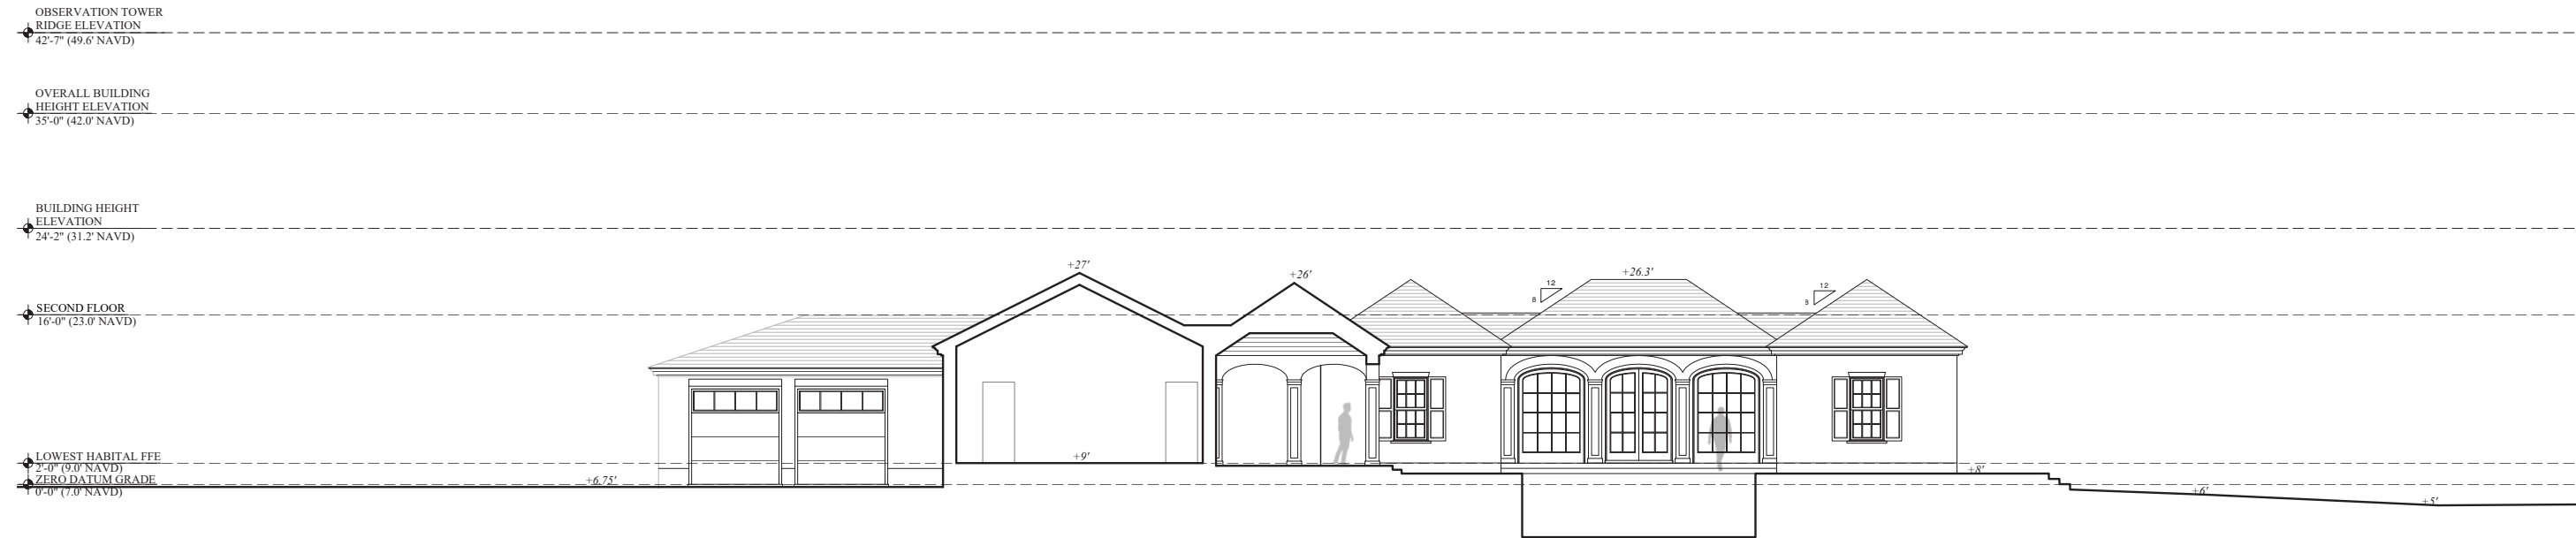 OBSERVATION TOWER
RIDGE ELEVATION
42'-7" (49.6' NAVD)
OVERALL BUILDING
HEIGHT ELEVATION
35'-0" (42.0' NAVD)
BUILDING HEIGHT
ELEVATION
24'-2" (31.2' NAVD)
+27'
+26'
+26.3'
12
8
12
8
SECOND FLOOR
16'-0" (23.0' NAVD)
LOWEST HABITAL FFE
2'-0" (9.0' NAVD)
ZERO DATUM GRADE
0'-0" (7.0' NAVD)
+9'
+6.75'
+8'
+6'
+5'